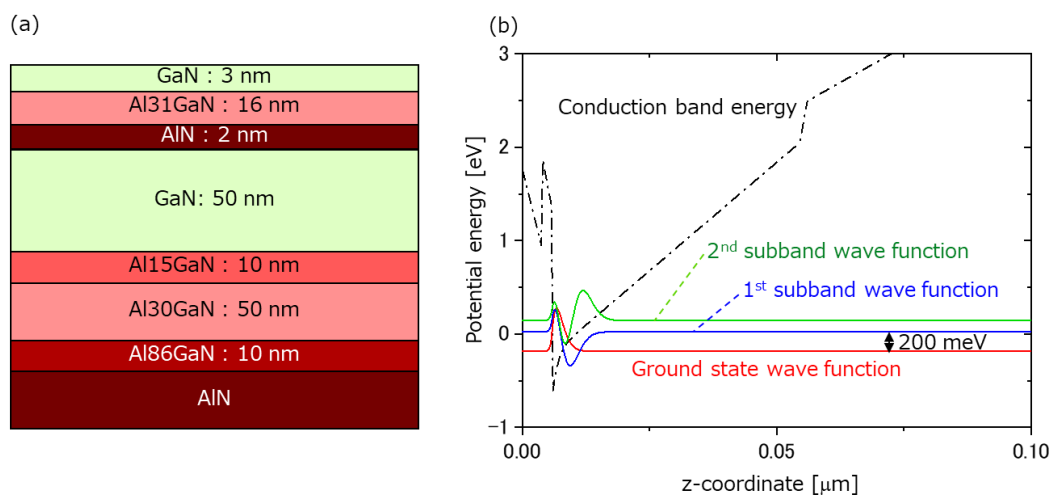 (a)
GaN : 3 nm
Al31GaN : 16 nm
AlN : 2 nm
GaN: 50 nm
Al15GaN : 10 nm
Al30GaN : 50 nm
Al86GaN : 10 nm
AlN
(b)
Potential energy [eV]
3
2
1
0
−1
Conduction band energy
2nd subband wave function
1st subband wave function
200 meV
Ground state wave function
0.00
0.05
0.10
z-coordinate [μm]